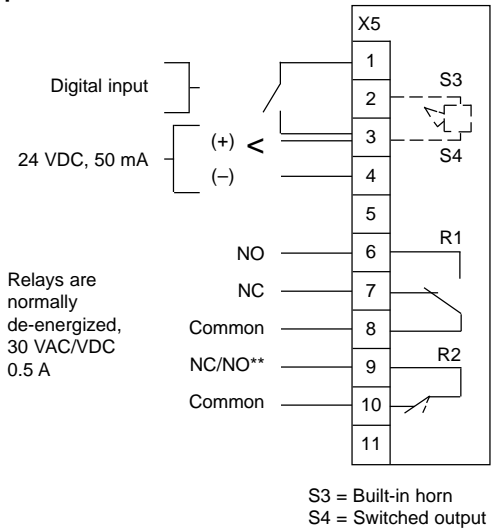 X5
1
Digital input
2
S3
24 VDC, 50 mA
(+)
<
3
S4
(–)
4
5
NO
6
R1
Relays are
normally
de-energized,
30 VAC/VDC
0.5 A
NC
7
Common
8
NC/NO**
9
R2
Common
10
11
S3 = Built-in horn
S4 = Switched output